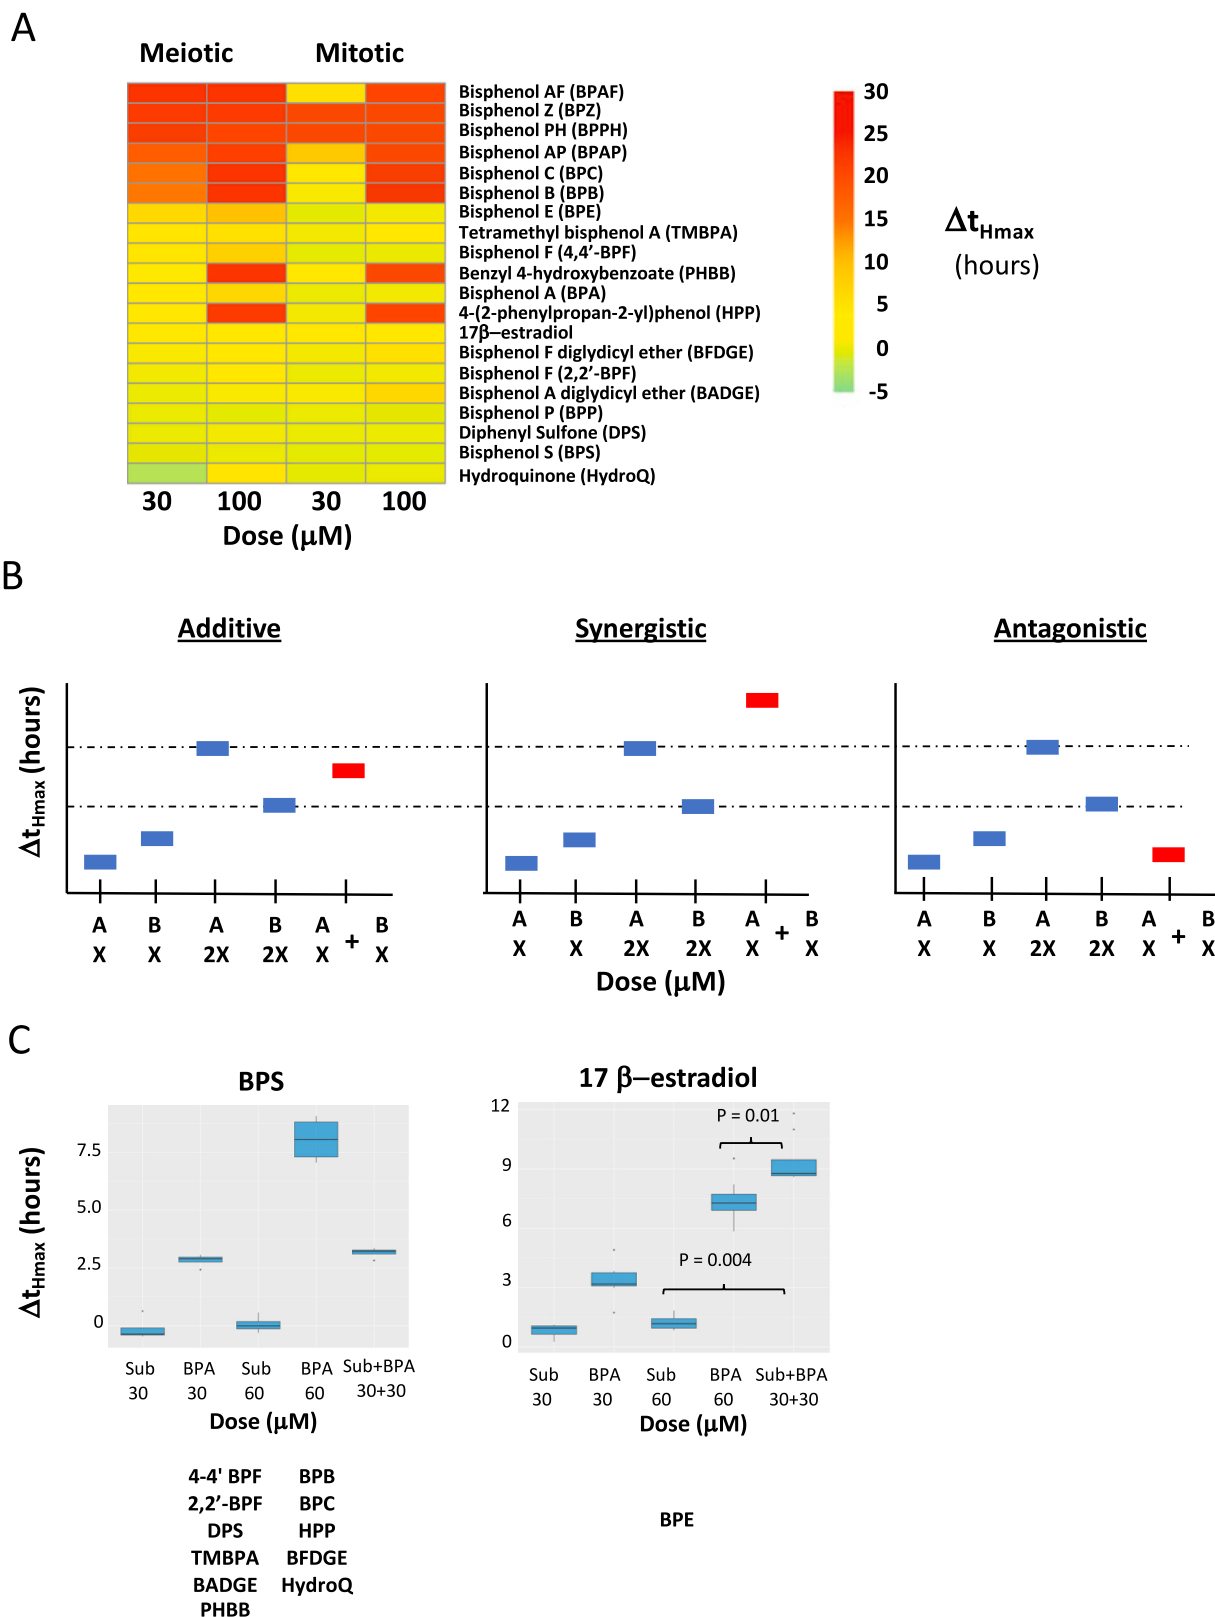 A
Meiotic Mitotic
Bisphenol AF (BPAF)
Bisphenol Z (BPZ)
Bisphenol PH (BPPH)
Bisphenol AP (BPAP)
Bisphenol C (BPC)
Bisphenol B (BPB)
Bisphenol E (BPE)
Tetramethyl bisphenol A (TMBPA)
Bisphenol F (4,4’-BPF)
Benzyl 4-hydroxybenzoate (PHBB)
Bisphenol A (BPA)
4-(2-phenylpropan-2-yl)phenol (HPP)
17β−estradiol
Bisphenol F diglydicyl ether (BFDGE)
Bisphenol F (2,2’-BPF)
Bisphenol A diglydicyl ether (BADGE)
Bisphenol P (BPP)
Diphenyl Sulfone (DPS)
Bisphenol S (BPS)
Hydroquinone (HydroQ)
30 100 30 100
Dose (μM)
30
25
20
15
10
5
0
-5
ΔtHmax
(hours)
B
Additive Synergistic Antagonistic
ΔtHmax (hours)
A B A B A + B
X X 2X 2X X X
A B A B A + B
X X 2X 2X X X
A B A B A + B
X X 2X 2X X X
Dose (μM)
C
BPS
ΔtHmax (hours)
7.5
5.0
2.5
0
Sub BPA Sub BPA Sub+BPA
30 30 60 60 30+30
Dose (μM)
4-4' BPF BPB
2,2’-BPF BPC
DPS HPP
TMBPA BFDGE
BADGE HydroQ
PHBB
17 β−estradiol
12
9
6
3
0
P = 0.01
P = 0.004
Sub BPA Sub BPA Sub+BPA
30 30 60 60 30+30
Dose (μM)
BPE